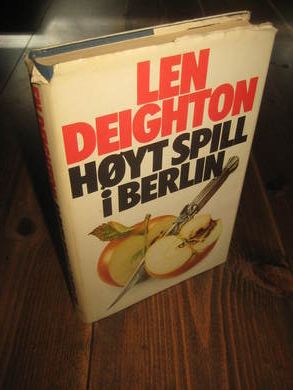 LEN
DEIGHTON
HØYT SPILL
i BERLIN